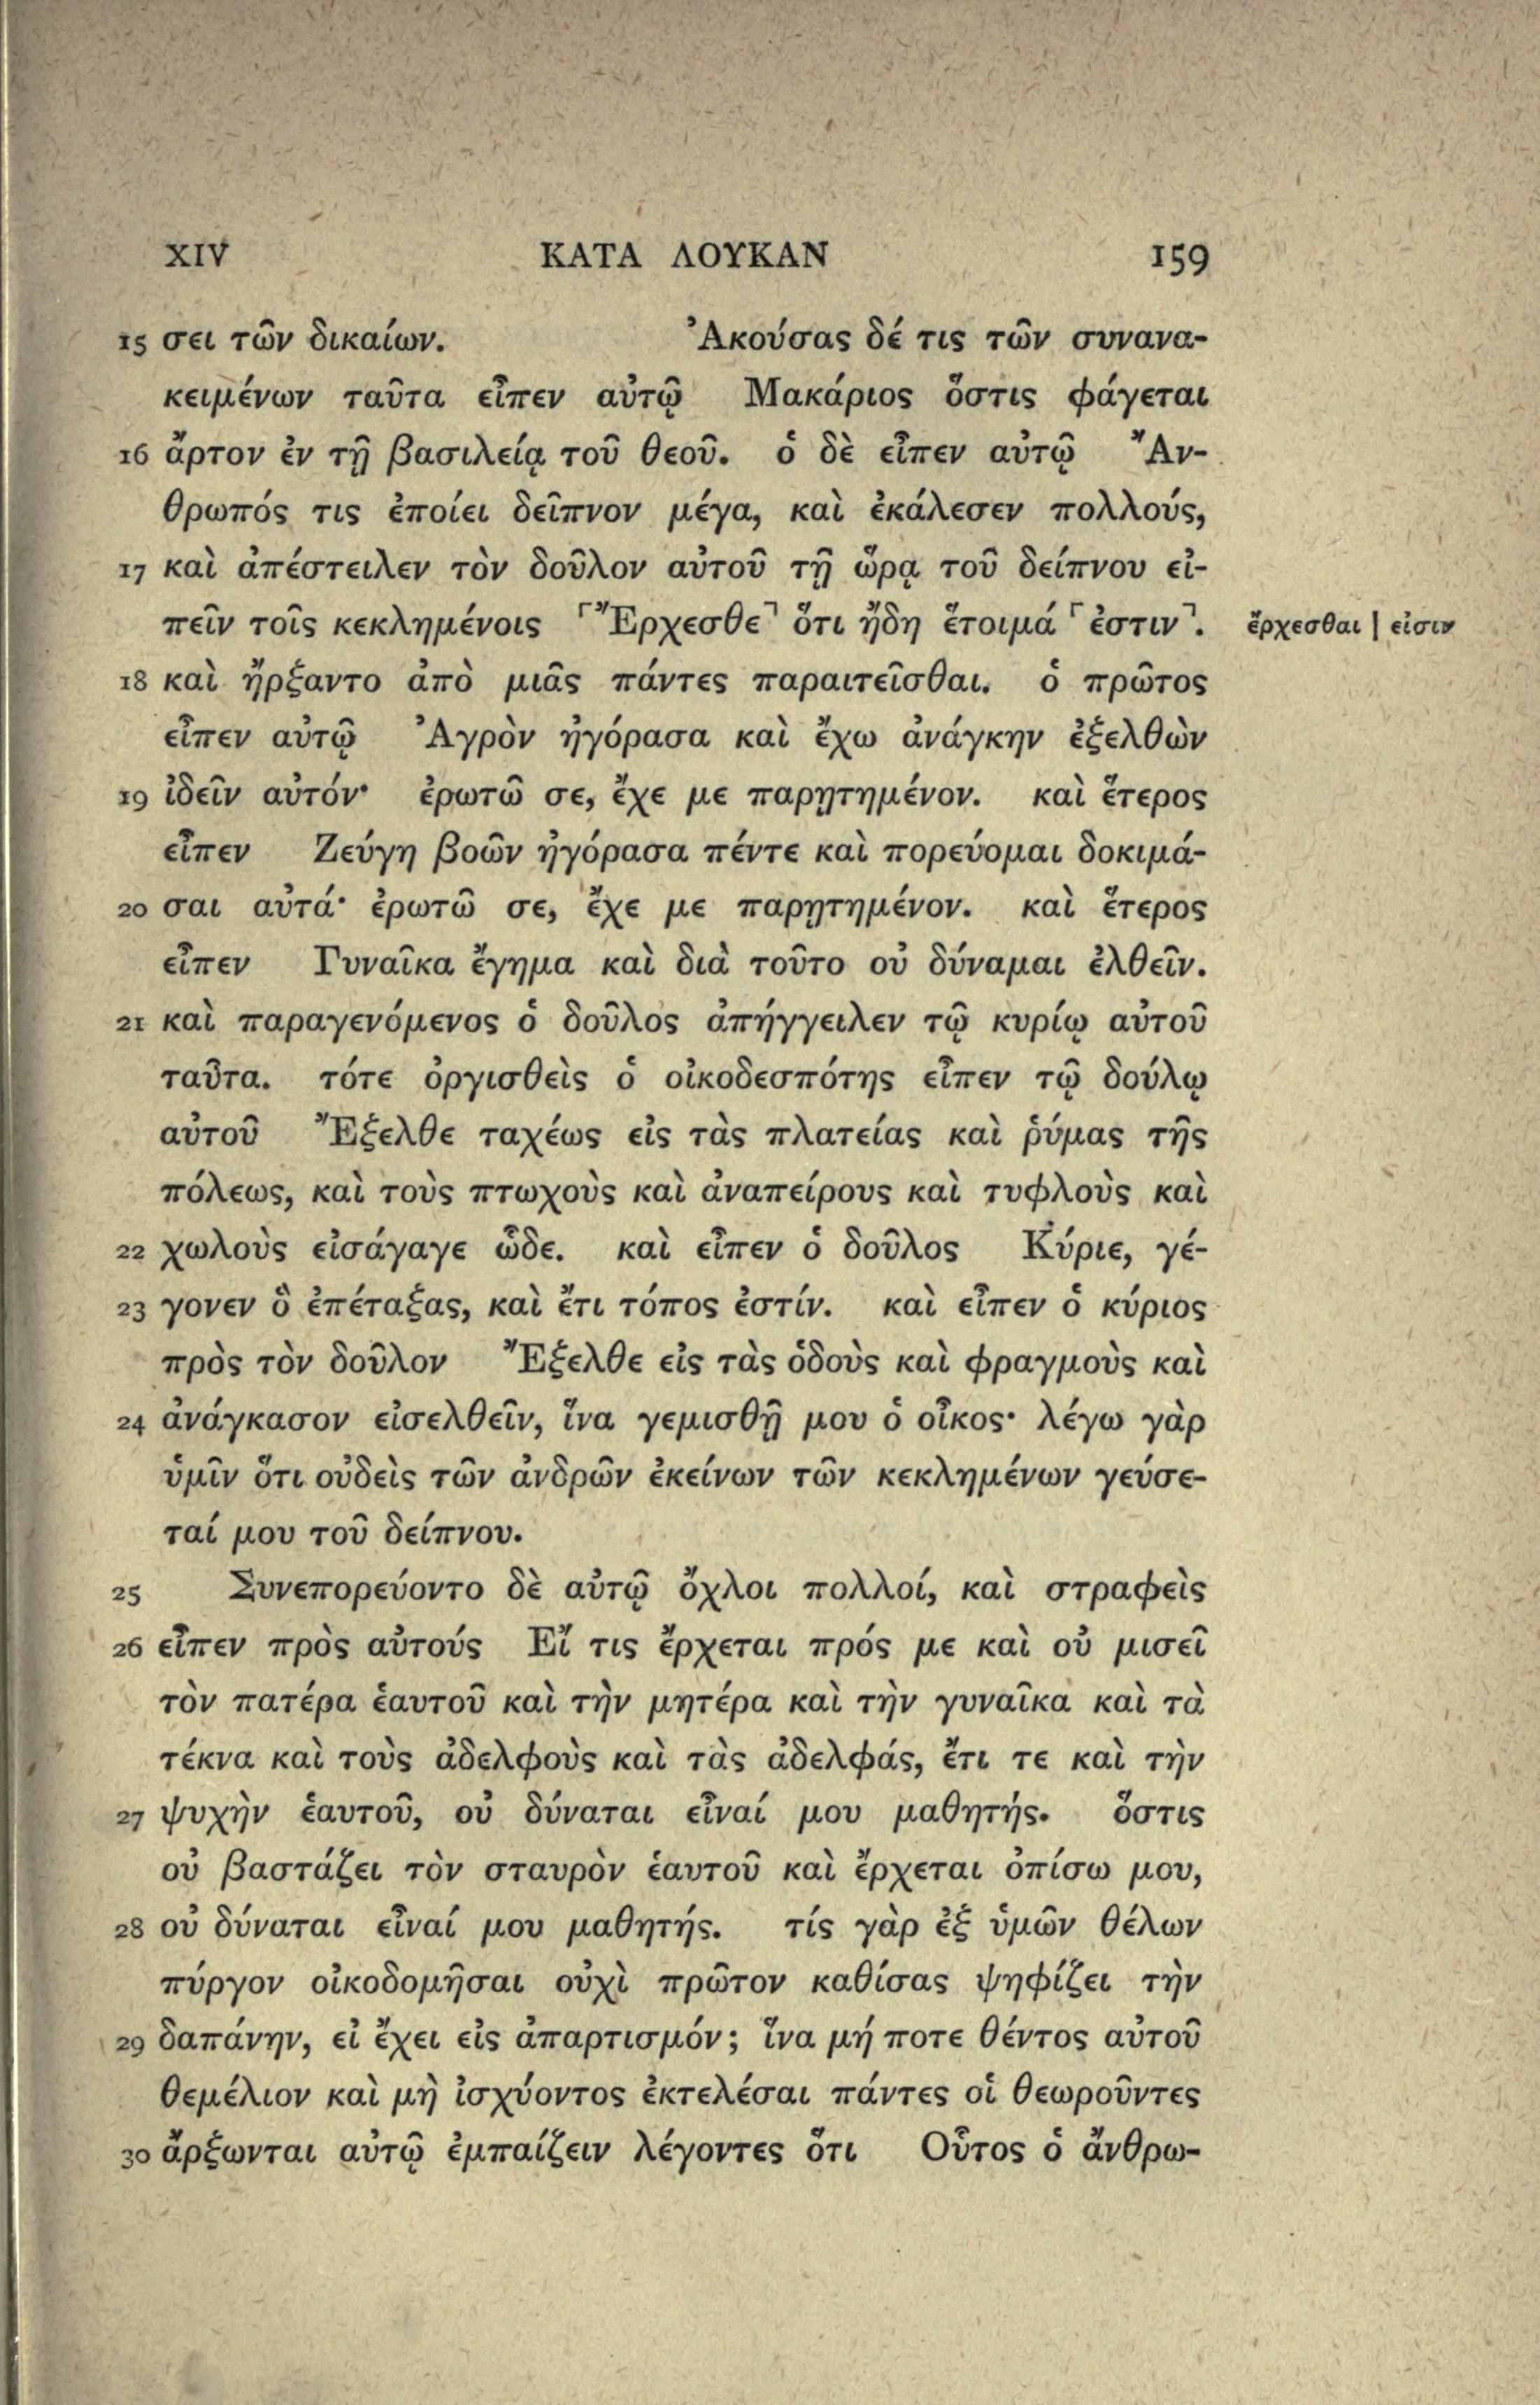 XIV ΚΑΤΑ ΛΟΥΚΑΝ 159
15 σει τῶν δικαίων. Ἀκούσας δέ τις τῶν συνανα-
κειμένων ταῦτα εἶπεν αὐτῷ Μακάριος ὅστις φάγεται
16 ἄρτον ἐν τῇ βασιλείᾳ τοῦ θεοῦ. ὁ δὲ εἶπεν αὐτῷ Ἄν-
θρωπός τις ἐποίει δεῖπνον μέγα, καὶ ἐκάλεσεν πολλούς,
17 καὶ ἀπέστειλεν τὸν δοῦλον αὐτοῦ τῇ ὥρᾳ τοῦ δείπνου εἰ-
πεῖν τοῖς κεκλημένοις ⸢Ἔρχεσθε⸣ ὅτι ἤδη ἕτοιμά ⸢ἐστιν⸣. ἔρχεσθαι | εἰσιν
18 καὶ ἤρξαντο ἀπὸ μιᾶς πάντες παραιτεῖσθαι. ὁ πρῶτος
εἶπεν αὐτῷ Ἀγρὸν ἠγόρασα καὶ ἔχω ἀνάγκην ἐξελθὼν
19 ἰδεῖν αὐτόν· ἐρωτῶ σε, ἔχε με παρῃτημένον. καὶ ἕτερος
εἶπεν Ζεύγη βοῶν ἠγόρασα πέντε καὶ πορεύομαι δοκιμά-
20 σαι αὐτά· ἐρωτῶ σε, ἔχε με παρῃτημένον. καὶ ἕτερος
εἶπεν Γυναῖκα ἔγημα καὶ διὰ τοῦτο οὐ δύναμαι ἐλθεῖν.
21 καὶ παραγενόμενος ὁ δοῦλος ἀπήγγειλεν τῷ κυρίῳ αὐτοῦ
ταῦτα. τότε ὀργισθεὶς ὁ οἰκοδεσπότης εἶπεν τῷ δούλῳ
αὐτοῦ Ἔξελθε ταχέως εἰς τὰς πλατείας καὶ ῥύμας τῆς
πόλεως, καὶ τοὺς πτωχοὺς καὶ ἀναπείρους καὶ τυφλοὺς καὶ
22 χωλοὺς εἰσάγαγε ὧδε. καὶ εἶπεν ὁ δοῦλος Κύριε, γέ-
23 γονεν ὃ ἐπέταξας, καὶ ἔτι τόπος ἐστίν. καὶ εἶπεν ὁ κύριος
πρὸς τὸν δοῦλον Ἔξελθε εἰς τὰς ὁδοὺς καὶ φραγμοὺς καὶ
24 ἀνάγκασον εἰσελθεῖν, ἵνα γεμισθῇ μου ὁ οἶκος· λέγω γὰρ
ὑμῖν ὅτι οὐδεὶς τῶν ἀνδρῶν ἐκείνων τῶν κεκλημένων γεύσε-
ταί μου τοῦ δείπνου.
25 Συνεπορεύοντο δὲ αὐτῷ ὄχλοι πολλοί, καὶ στραφεὶς
26 εἶπεν πρὸς αὐτούς Εἴ τις ἔρχεται πρός με καὶ οὐ μισεῖ
τὸν πατέρα ἑαυτοῦ καὶ τὴν μητέρα καὶ τὴν γυναῖκα καὶ τὰ
τέκνα καὶ τοὺς ἀδελφοὺς καὶ τὰς ἀδελφάς, ἔτι τε καὶ τὴν
27 ψυχὴν ἑαυτοῦ, οὐ δύναται εἶναί μου μαθητής. ὅστις
οὐ βαστάζει τὸν σταυρὸν ἑαυτοῦ καὶ ἔρχεται ὀπίσω μου,
28 οὐ δύναται εἶναί μου μαθητής. τίς γὰρ ἐξ ὑμῶν θέλων
πύργον οἰκοδομῆσαι οὐχὶ πρῶτον καθίσας ψηφίζει τὴν
29 δαπάνην, εἰ ἔχει εἰς ἀπαρτισμόν; ἵνα μή ποτε θέντος αὐτοῦ
θεμέλιον καὶ μὴ ἰσχύοντος ἐκτελέσαι πάντες οἱ θεωροῦντες
30 ἄρξωνται αὐτῷ ἐμπαίζειν λέγοντες ὅτι Οὗτος ὁ ἄνθρω-